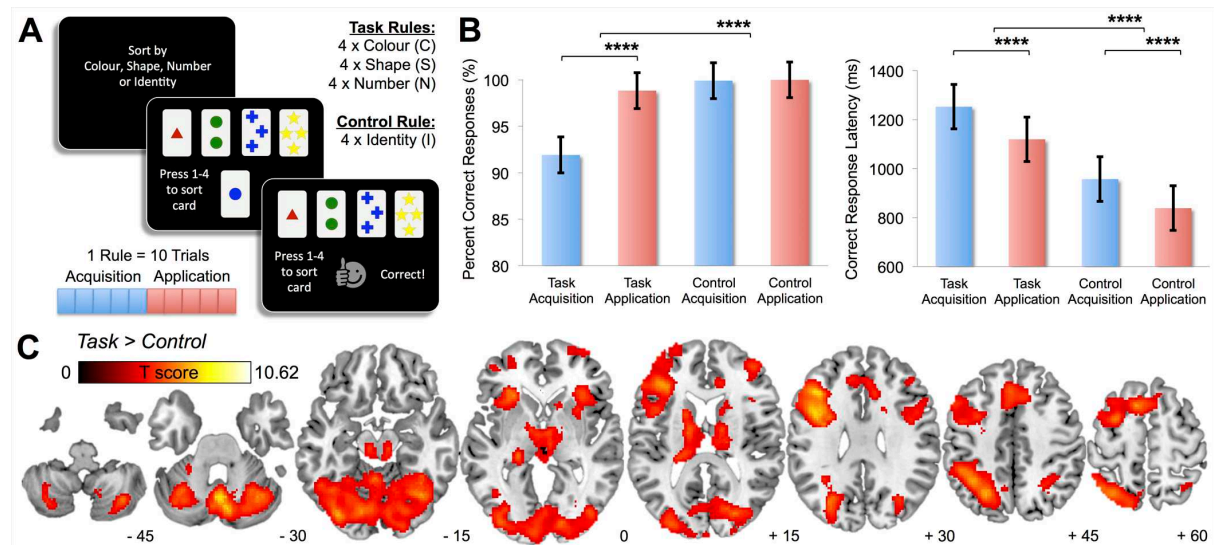 A
Sort by
Colour, Shape, Number
or Identity
Task Rules:
4 x Colour (C)
4 x Shape (S)
4 x Number (N)
Control Rule:
4 x Identity (I)
Press 1-4
to sort
card
Press 1-4
to sort
card
Correct!
1 Rule = 10 Trials
Acquisition Application
B
****
****
Percent Correct Responses (%)
100
95
90
85
80
Task
Acquisition
Task
Application
Control
Acquisition
Control
Application
****
****
****
Correct Response Latency (ms)
1400
1200
1000
800
600
Task
Acquisition
Task
Application
Control
Acquisition
Control
Application
C
Task > Control
0 T score 10.62
- 45 - 30 - 15 0 + 15 + 30 + 45 + 60